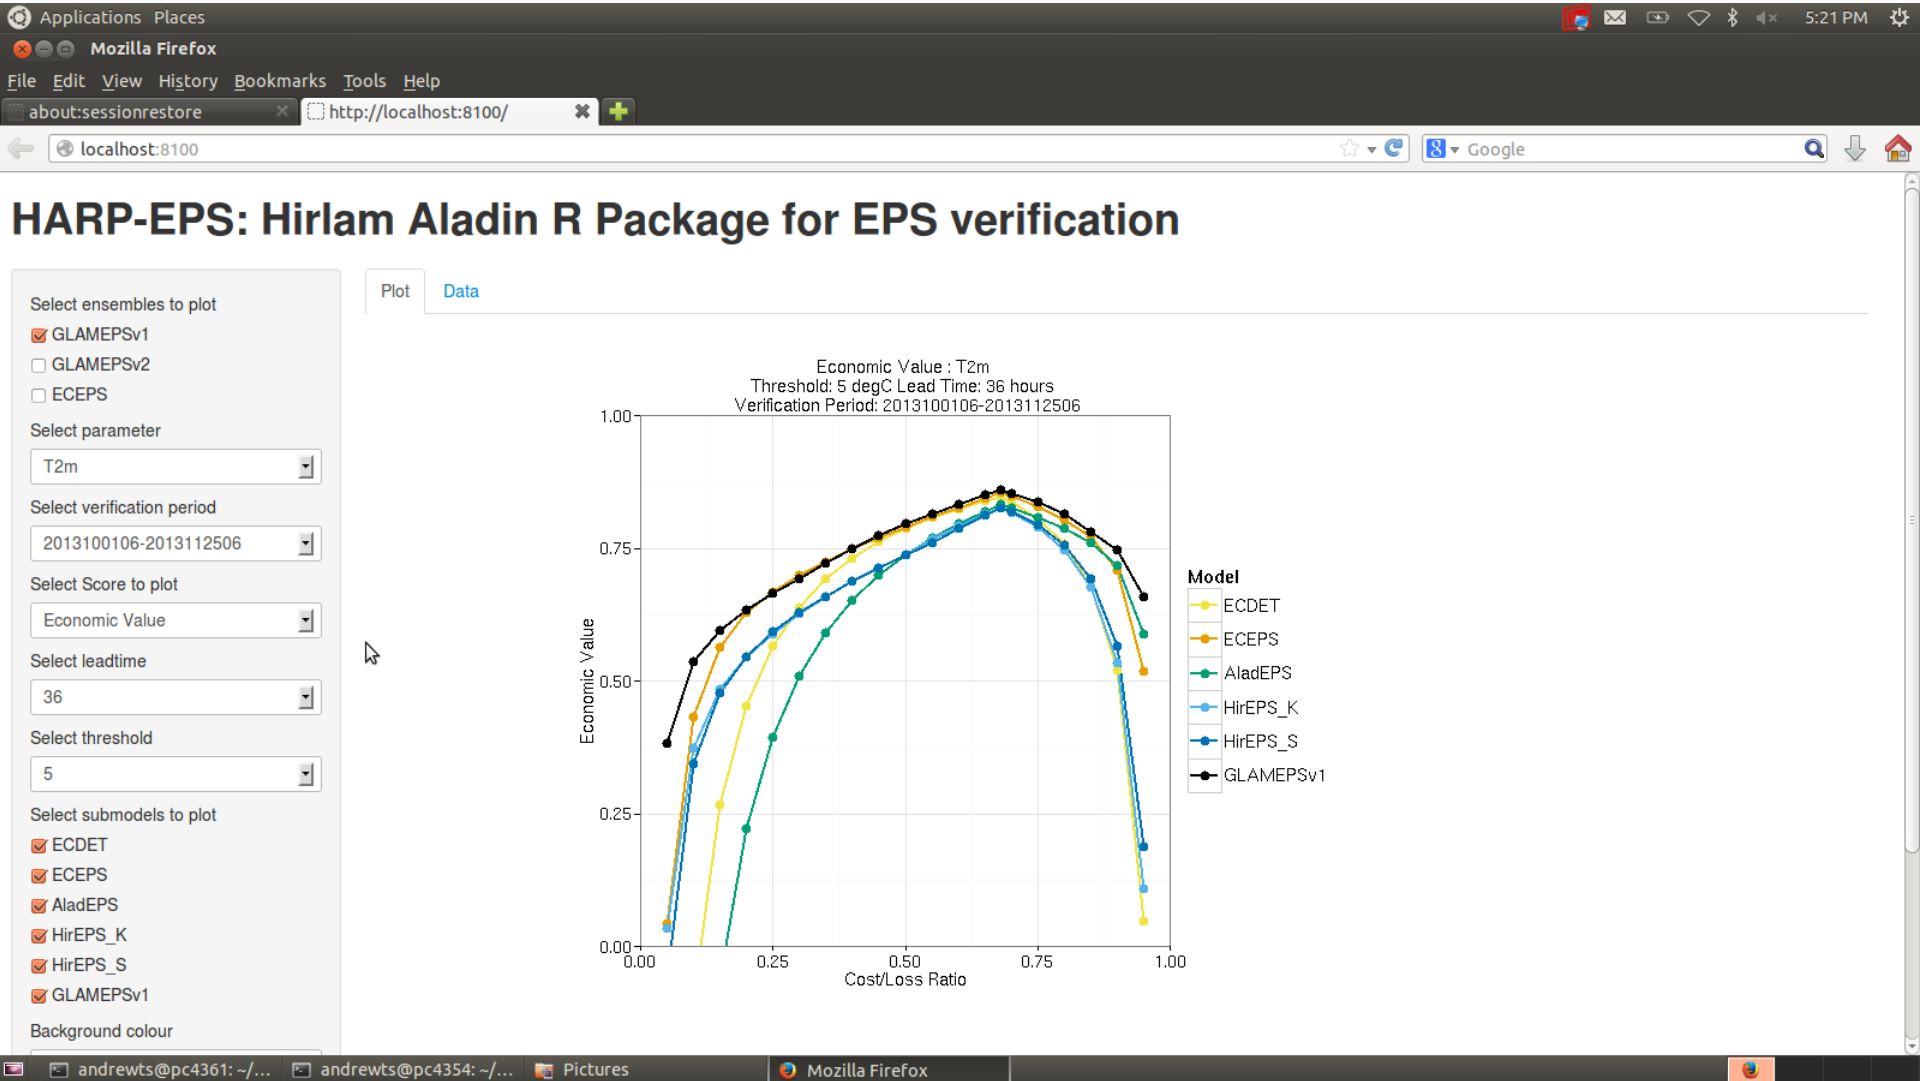 Applications Places
5:21 PM
Mozilla Firefox
File Edit View History Bookmarks Tools Help
about:sessionrestore
http://localhost:8100/
localhost:8100
Google
HARP-EPS: Hirlam Aladin R Package for EPS verification
Select ensembles to plot
GLAMEPSv1
GLAMEPSv2
ECEPS
Select parameter
T2m
Select verification period
2013100106-2013112506
Select Score to plot
Economic Value
Select leadtime
36
Select threshold
5
Select submodels to plot
ECDET
ECEPS
AladEPS
HirEPS_K
HirEPS_S
GLAMEPSv1
Background colour
Plot
Data
Economic Value : T2m
Threshold: 5 degC Lead Time: 36 hours
Verification Period: 2013100106-2013112506
1.00
0.75
0.50
0.25
0.00
Economic Value
0.00 0.25 0.50 0.75 1.00
Cost/Loss Ratio
Model
ECDET
ECEPS
AladEPS
HirEPS_K
HirEPS_S
GLAMEPSv1
andrewts@pc4361: ~/...
andrewts@pc4354: ~/...
Pictures
Mozilla Firefox